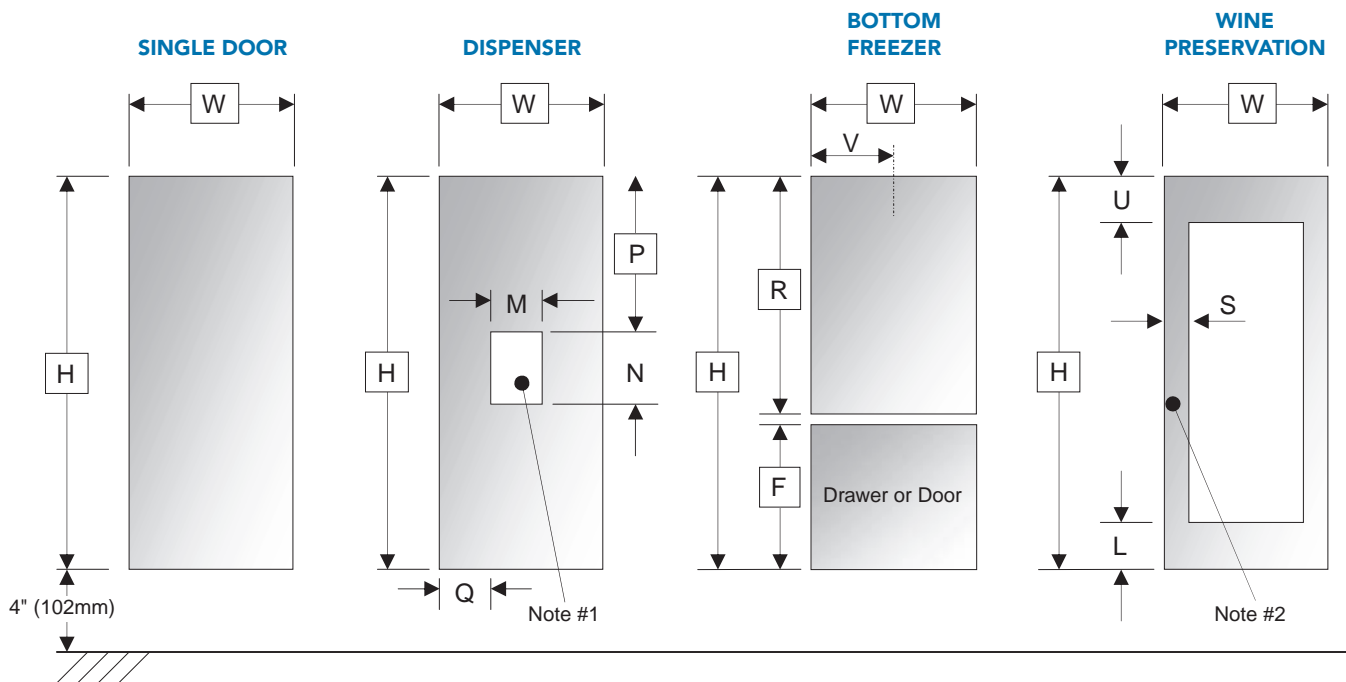 SINGLE DOOR
DISPENSER
BOTTOM
FREEZER
WINE
PRESERVATION
W
W
W
W
V
U
P
M
R
S
H
H
N
H
H
F
Drawer or Door
L
Q
4" (102mm)
Note #1
Note #2